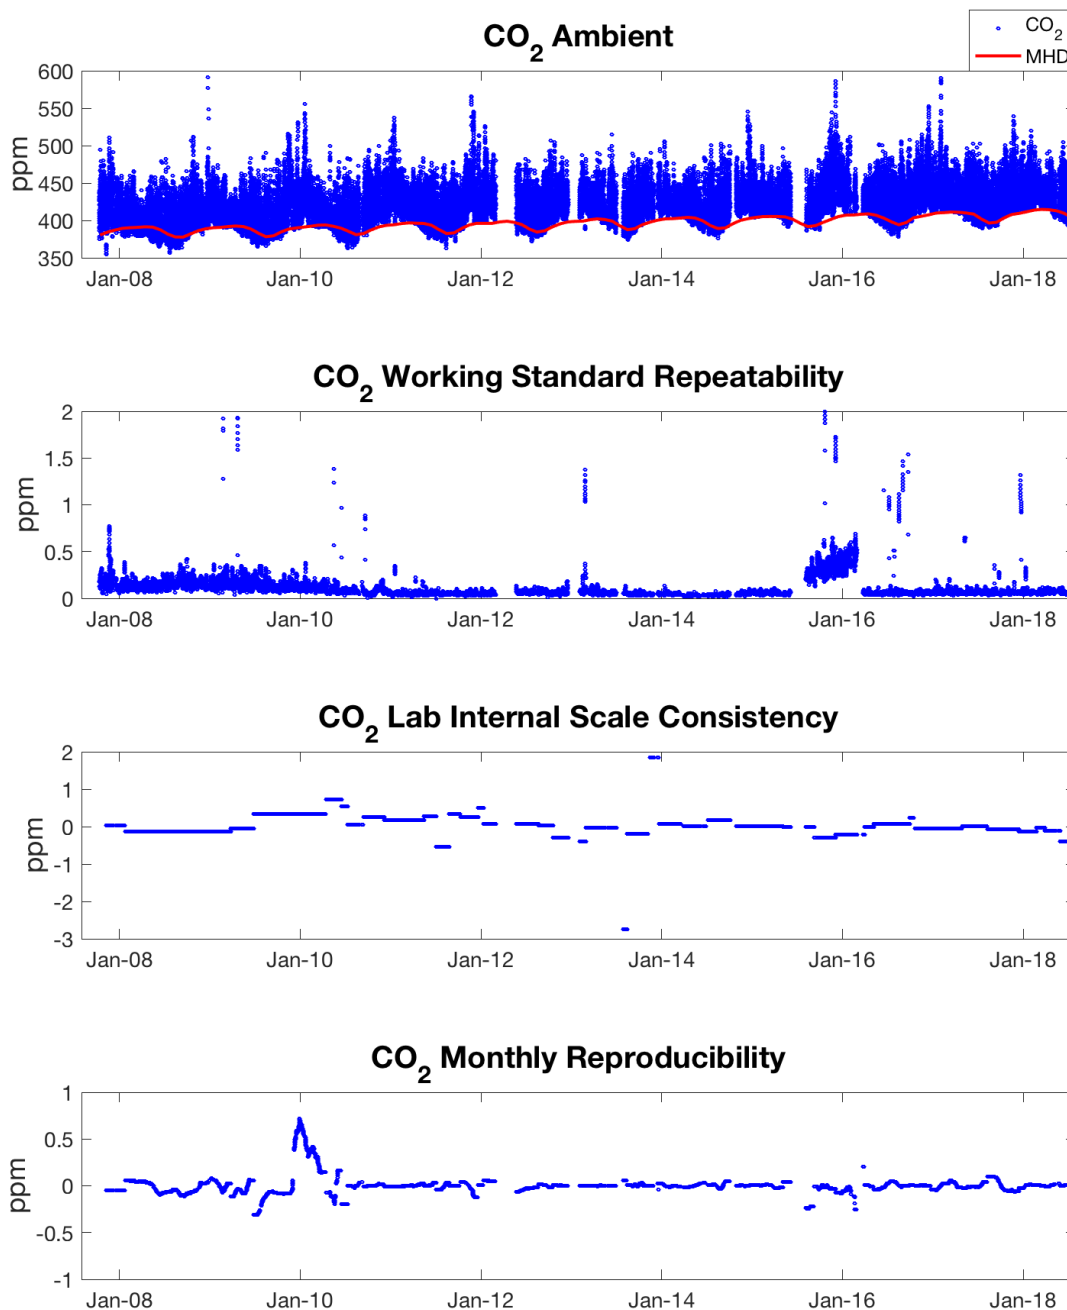 CO2 Ambient
CO2
MHD
600
550
500
450
400
350
ppm
Jan-08 Jan-10 Jan-12 Jan-14 Jan-16 Jan-18
CO2 Working Standard Repeatability
2
1.5
1
0.5
0
ppm
Jan-08 Jan-10 Jan-12 Jan-14 Jan-16 Jan-18
CO2 Lab Internal Scale Consistency
2
1
0
-1
-2
-3
ppm
Jan-08 Jan-10 Jan-12 Jan-14 Jan-16 Jan-18
CO2 Monthly Reproducibility
1
0.5
0
-0.5
-1
ppm
Jan-08 Jan-10 Jan-12 Jan-14 Jan-16 Jan-18